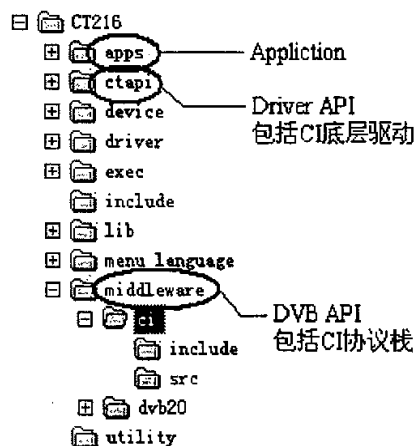 CT216
apps
Appliction
ctapi
Driver API
包括CI底层驱动
device
driver
exec
include
lib
menu language
middleware
DVB API
包括CI协议栈
ci
include
src
dvb20
utility